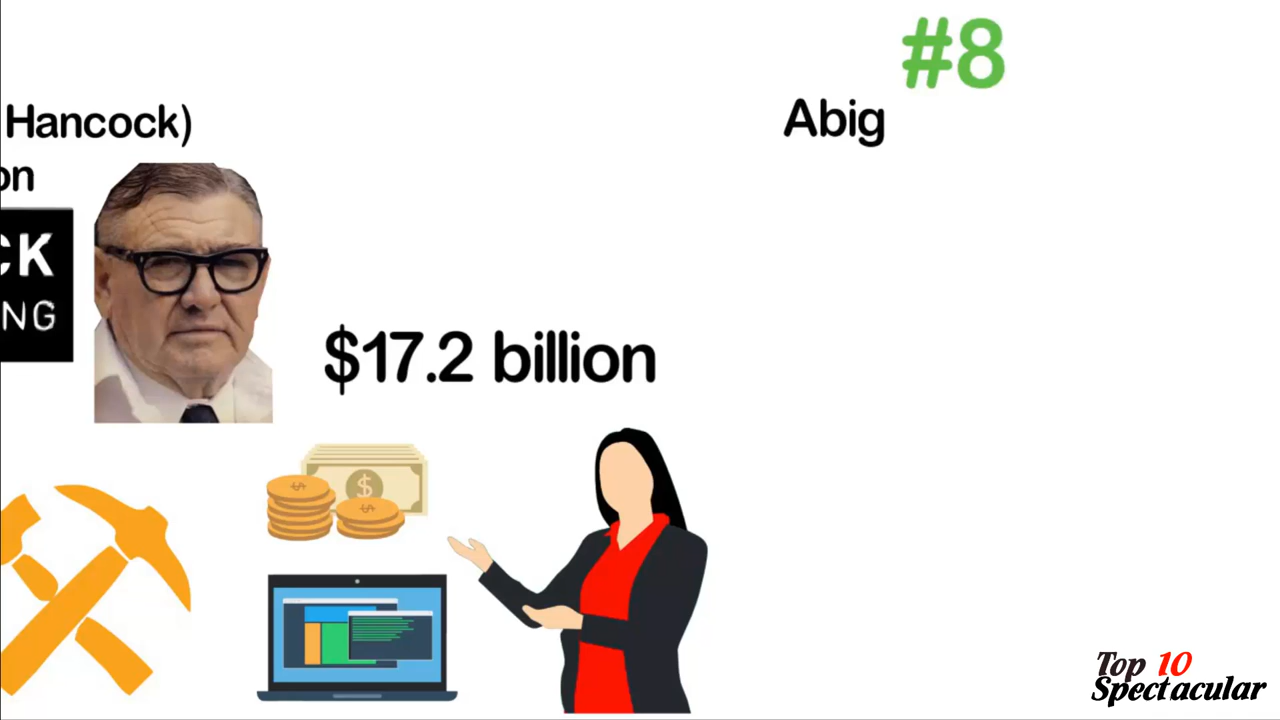 #8
Hancock)
Abig
on
CK
NG
$17.2 billion
Top 10
Spectacular